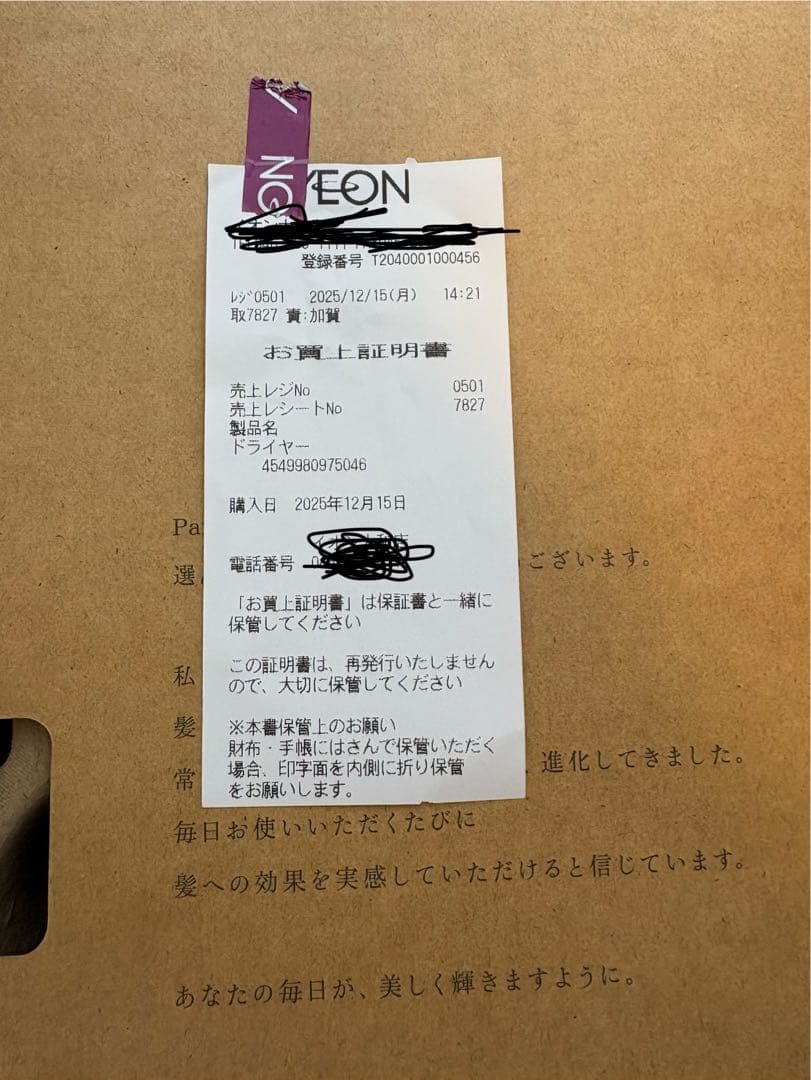 ÆON
登録番号 T2040001000456
ﾚｼﾞ0501 2025/12/15(月) 14:21
取7827 責:加賀
お買上証明書
売上レジNo 0501
売上レシートNo 7827
製品名
ドライヤー
4549980975046
購入日 2025年12月15日
電話番号
「お買上証明書」は保証書と一緒に
保管してください
この証明書は、再発行いたしません
ので、大切に保管してください
※本書保管上のお願い
財布・手帳にはさんで保管いただく
場合、印字面を内側に折り保管
をお願いします。
Pa
選 ございます。
私
髪
常 、進化してきました。
毎日お使いいただくたびに
髪への効果を実感していただけると信じています。
あなたの毎日が、美しく輝きますように。